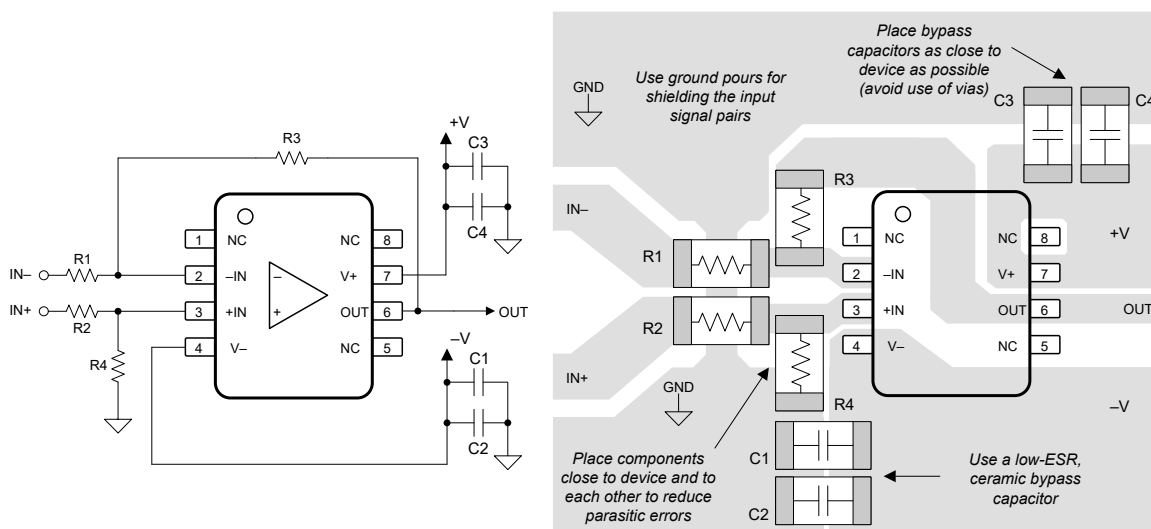 R3
+V
C3
C4
1
NC
NC
8
IN–
R1
2
–IN
–
V+
7
IN+
R2
3
+IN
+
OUT
6
OUT
R4
4
V–
NC
5
–V
C1
C2
GND
Use ground pours for
shielding the input
signal pairs
Place bypass
capacitors as close to
device as possible
(avoid use of vias)
C3
C4
IN–
R3
R1
1
NC
NC
8
+V
2
–IN
V+
7
R2
3
+IN
OUT
6
OUT
4
V–
NC
5
IN+
GND
R4
–V
Place components
close to device and to
each other to reduce
parasitic errors
C1
C2
Use a low-ESR,
ceramic bypass
capacitor